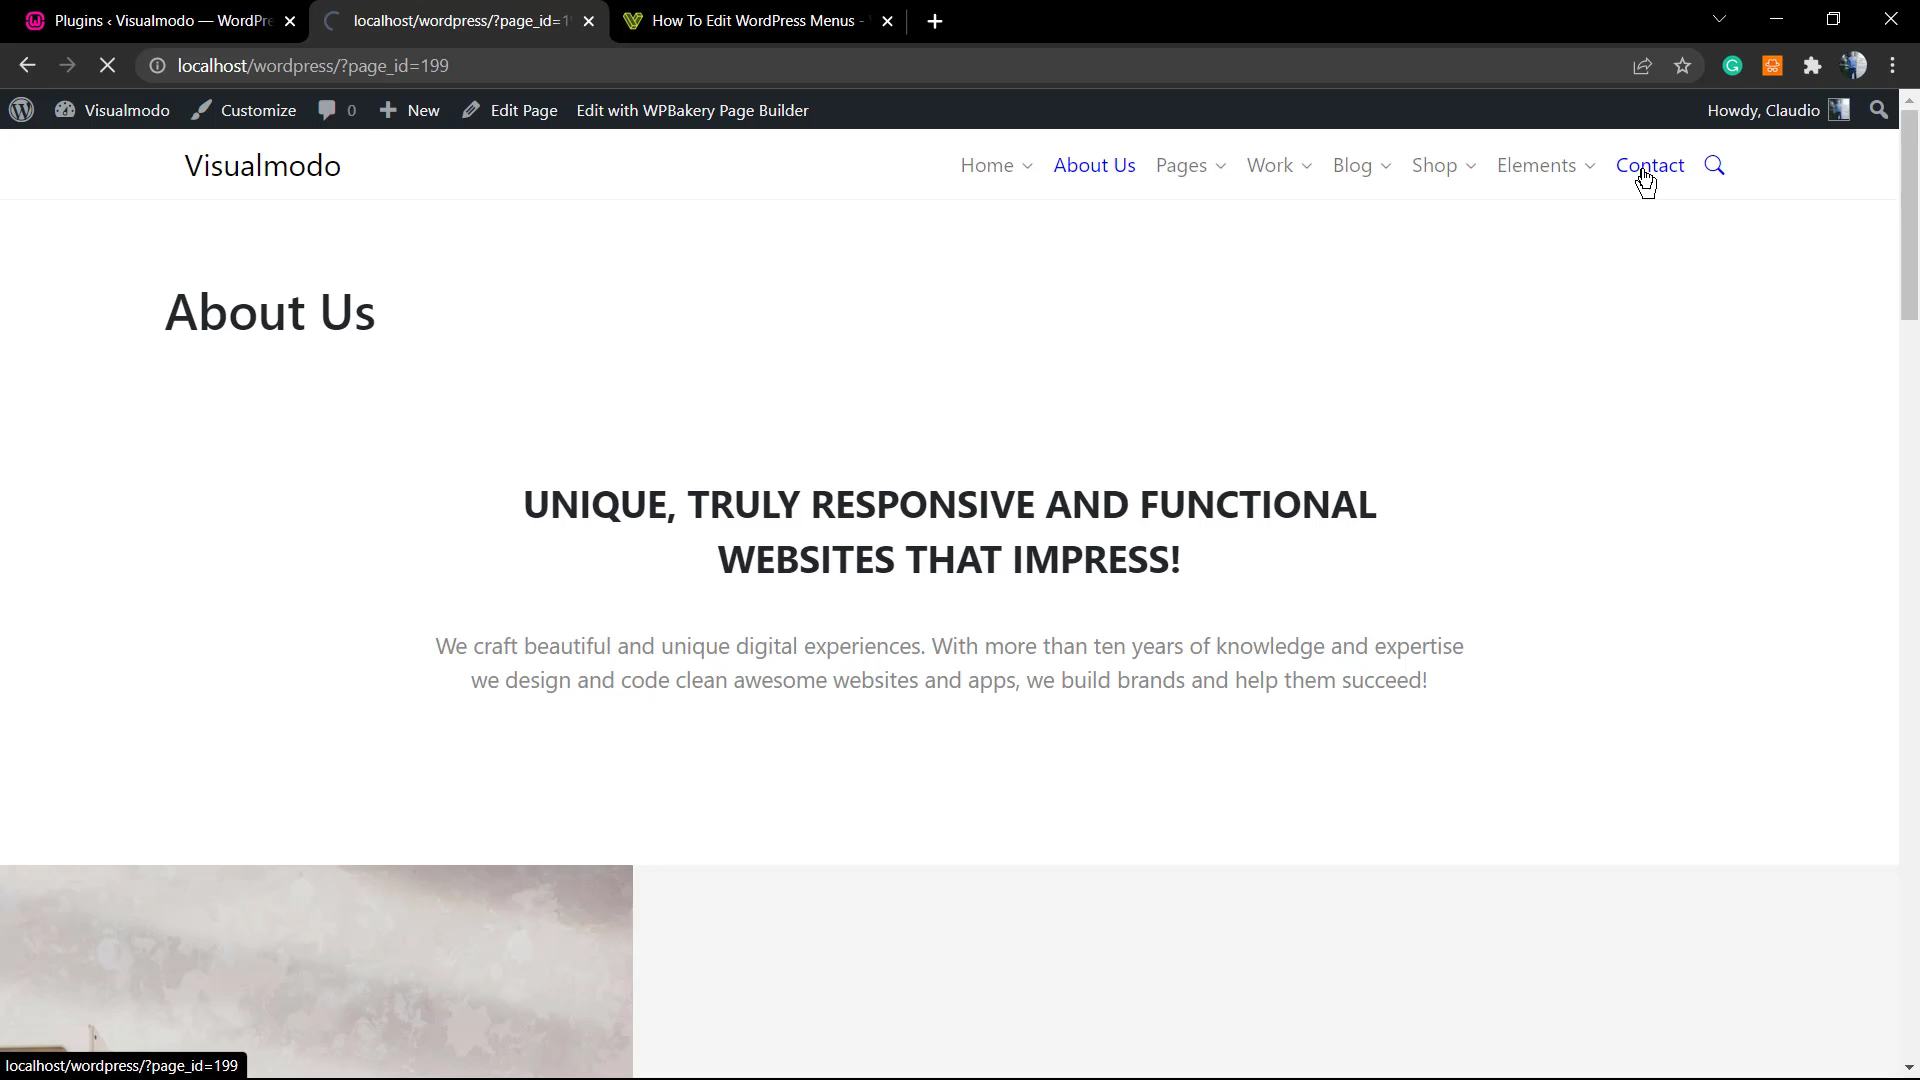 Plugins ‹ Visualmodo — WordPr
localhost/wordpress/?page_id=1
How To Edit WordPress Menus -
localhost/wordpress/?page_id=199
Visualmodo
Customize
0
New
Edit Page
Edit with WPBakery Page Builder
Howdy, Claudio
Visualmodo
Home
About Us
Pages
Work
Blog
Shop
Elements
Contact
About Us
UNIQUE, TRULY RESPONSIVE AND FUNCTIONAL
WEBSITES THAT IMPRESS!
We craft beautiful and unique digital experiences. With more than ten years of knowledge and expertise
we design and code clean awesome websites and apps, we build brands and help them succeed!
localhost/wordpress/?page_id=199